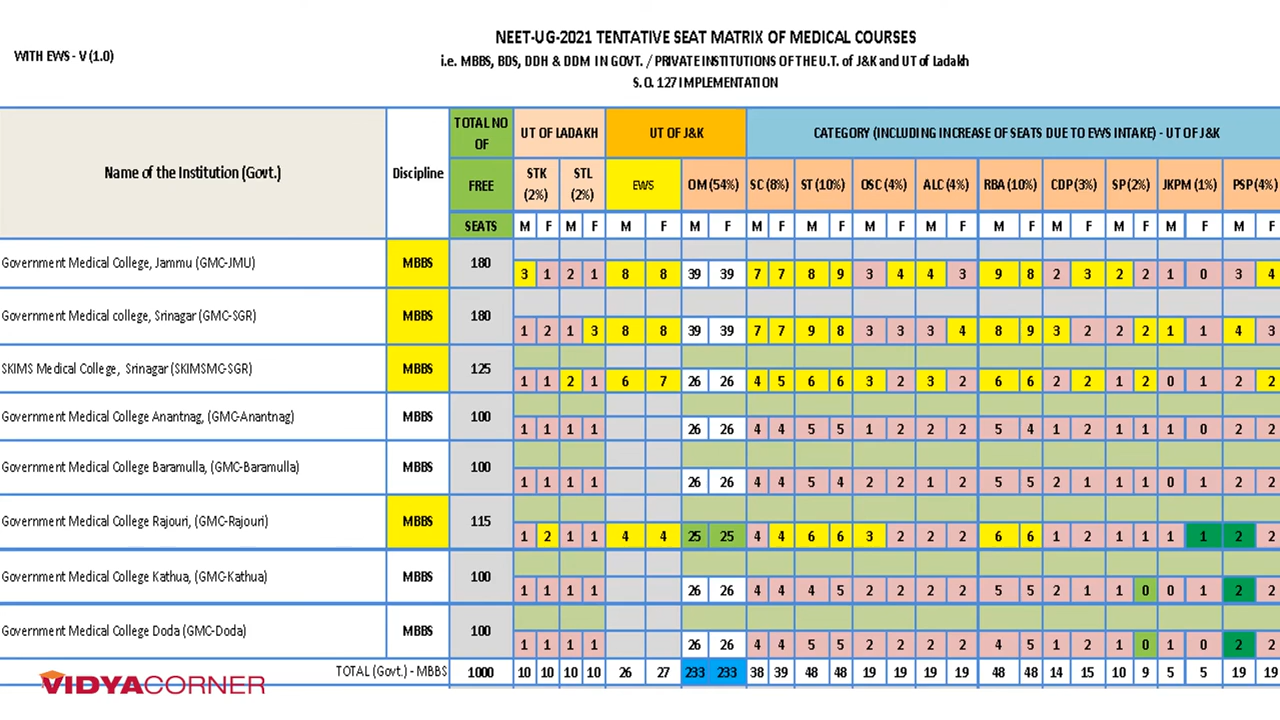 NEET-UG-2021 TENTATIVE SEAT MATRIX OF MEDICAL COURSES
WITH EWS - V (1.0)
i.e. MBBS, BDS, DDH & DDM IN GOVT. / PRIVATE INSTITUTIONS OF THE U.T. of J&K and UT of Ladakh
S. O. 127 IMPLEMENTATION
Name of the Institution (Govt.) Discipline TOTAL NO OF FREE SEATS UT OF LADAKH UT OF J&K CATEGORY (INCLUDING INCREASE OF SEATS DUE TO EWS INTAKE) - UT OF J&K
STK (2%) STL (2%) EWS OM (54%) SC (8%) ST (10%) OSC (4%) ALC (4%) RBA (10%) CDP (3%) SP (2%) JKPM (1%) PSP (4%)
M F M F M F M F M F M F M F M F M F M F M F M F M F
Government Medical College, Jammu (GMC-JMU) MBBS 180 3 1 2 1 8 8 39 39 7 7 8 9 3 4 4 3 9 8 2 3 2 2 1 0 3 4
Government Medical college, Srinagar (GMC-SGR) MBBS 180 1 2 1 3 8 8 39 39 7 7 9 8 3 3 3 4 8 9 3 2 2 2 1 1 4 3
SKIMS Medical College, Srinagar (SKIMSMC-SGR) MBBS 125 1 1 2 1 6 7 26 26 4 5 6 6 3 2 3 2 6 6 2 2 1 2 0 1 2 2
Government Medical College Anantnag, (GMC-Anantnag) MBBS 100 1 1 1 1 26 26 4 4 5 5 1 2 2 2 5 4 1 2 1 1 1 0 2 2
Government Medical College Baramulla, (GMC-Baramulla) MBBS 100 1 1 1 1 26 26 4 4 5 4 2 2 1 2 5 5 2 1 1 1 0 1 2 2
Government Medical College Rajouri, (GMC-Rajouri) MBBS 115 1 2 1 1 4 4 25 25 4 4 6 6 3 2 2 2 6 6 1 2 1 1 1 1 2 2
Government Medical College Kathua, (GMC-Kathua) MBBS 100 1 1 1 1 26 26 4 4 4 5 2 2 2 2 5 5 2 1 1 0 0 1 2 2
Government Medical College Doda (GMC-Doda) MBBS 100 1 1 1 1 26 26 4 4 5 5 2 2 2 2 4 5 1 2 1 0 1 0 2 2
TOTAL (Govt.) - MBBS 1000 10 10 10 10 26 27 233 233 38 39 48 48 19 19 19 19 48 48 14 15 10 9 5 5 19 19
VIDYACORNER